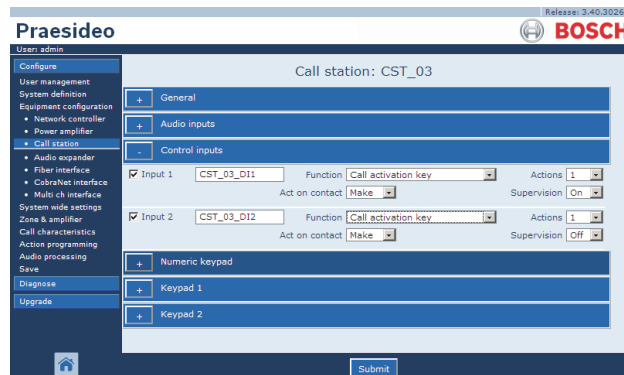 Release: 3.40.3026
Praesideo
BOSCH
User: admin
Configure
User management
System definition
Equipment configuration
• Network controller
• Power amplifier
• Call station
• Audio expander
• Fiber interface
• CobraNet interface
• Multi ch interface
System wide settings
Zone & amplifier
Call characteristics
Action programming
Audio processing
Save
Diagnose
Upgrade
Call station: CST_03
+ General
+ Audio inputs
- Control inputs
Input 1 CST_03_DI1 Function Call activation key Actions 1
Act on contact Make Supervision On
Input 2 CST_03_DI2 Function Call activation key Actions 1
Act on contact Make Supervision Off
+ Numeric keypad
+ Keypad 1
+ Keypad 2
Submit